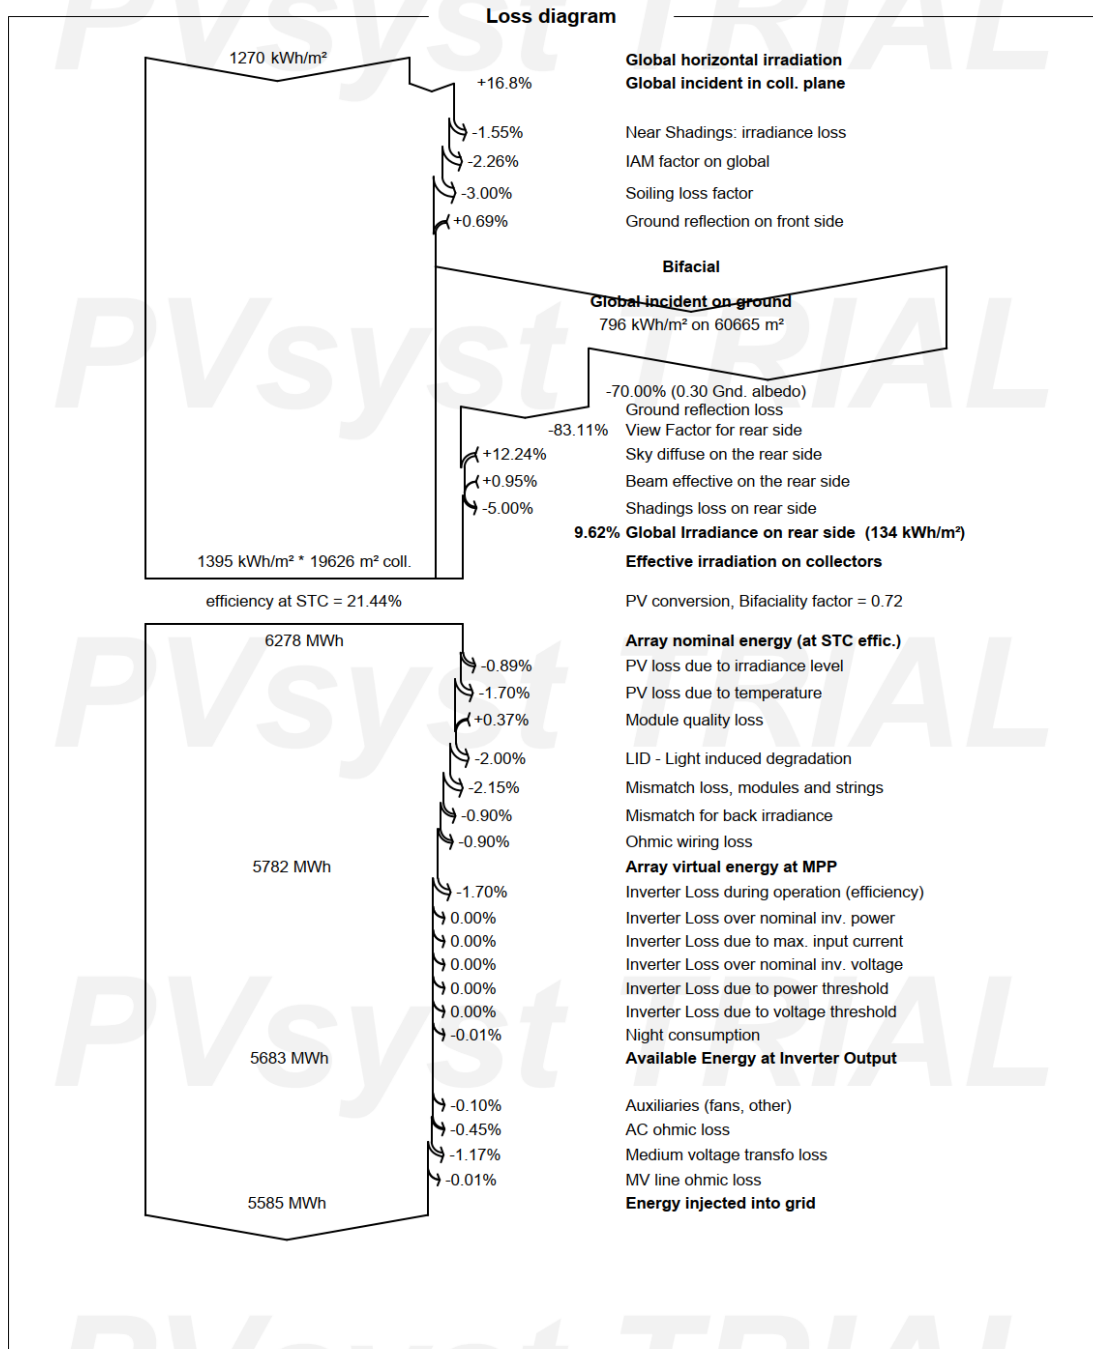 Loss diagram
1270 kWh/m² Global horizontal irradiation
+16.8% Global incident in coll. plane
-1.55% Near Shadings: irradiance loss
-2.26% IAM factor on global
-3.00% Soiling loss factor
+0.69% Ground reflection on front side
Bifacial
Global incident on ground
796 kWh/m² on 60665 m²
-70.00% (0.30 Gnd. albedo)
Ground reflection loss
-83.11% View Factor for rear side
+12.24% Sky diffuse on the rear side
+0.95% Beam effective on the rear side
-5.00% Shadings loss on rear side
9.62% Global Irradiance on rear side (134 kWh/m²)
1395 kWh/m² * 19626 m² coll. Effective irradiation on collectors
efficiency at STC = 21.44% PV conversion, Bifaciality factor = 0.72
6278 MWh Array nominal energy (at STC effic.)
-0.89% PV loss due to irradiance level
-1.70% PV loss due to temperature
+0.37% Module quality loss
-2.00% LID - Light induced degradation
-2.15% Mismatch loss, modules and strings
-0.90% Mismatch for back irradiance
-0.90% Ohmic wiring loss
5782 MWh Array virtual energy at MPP
-1.70% Inverter Loss during operation (efficiency)
0.00% Inverter Loss over nominal inv. power
0.00% Inverter Loss due to max. input current
0.00% Inverter Loss over nominal inv. voltage
0.00% Inverter Loss due to power threshold
0.00% Inverter Loss due to voltage threshold
-0.01% Night consumption
5683 MWh Available Energy at Inverter Output
-0.10% Auxiliaries (fans, other)
-0.45% AC ohmic loss
-1.17% Medium voltage transfo loss
-0.01% MV line ohmic loss
5585 MWh Energy injected into grid
PVsyst TRIAL
PVsyst TRIAL
PVsyst TRIAL
PVsyst TRIAL
PVsyst TRIAL